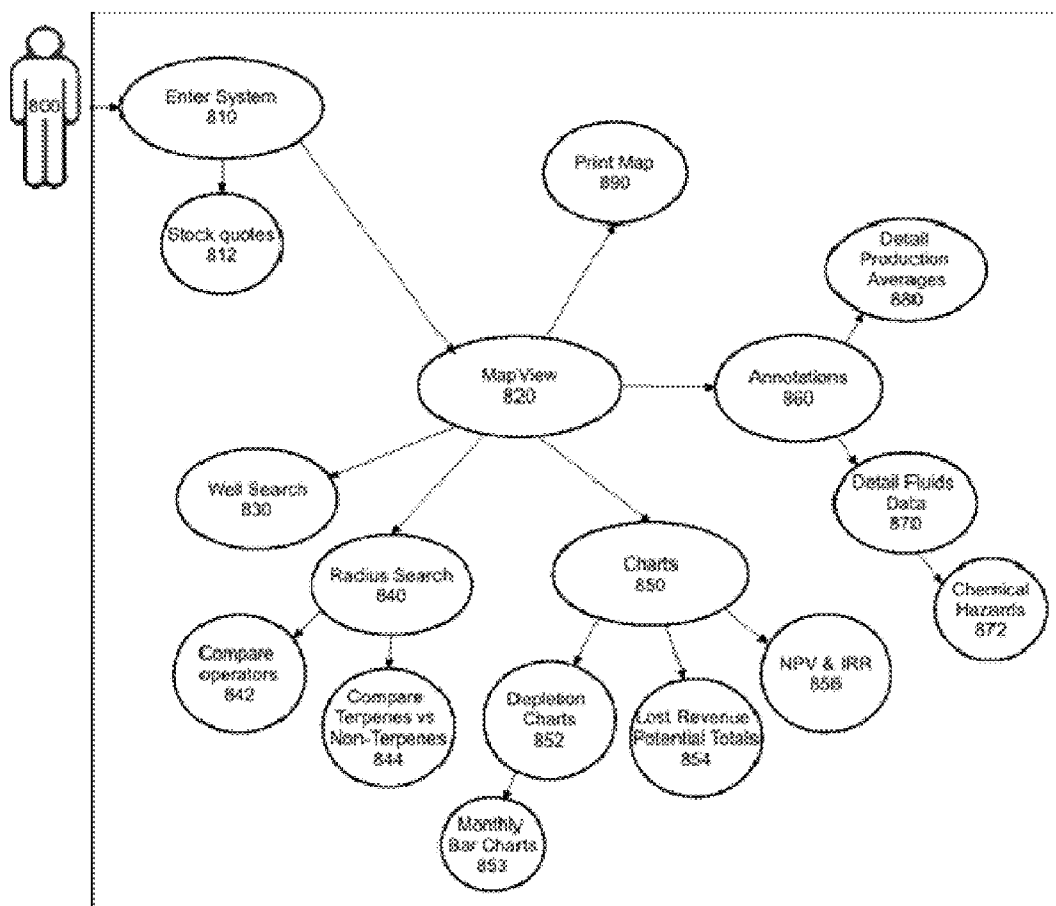 800
Enter System
810
Stock quotes
812
Print Map
890
Detail
Production
Averages
880
MapView
820
Annotations
860
Well Search
830
Detail Fluids
Data
870
Radius Search
840
Charts
850
Chemical
Hazards
872
Compare
operators
842
Compare
Terpenes vs
Non-Terpenes
844
Depletion
Charts
852
Lost Revenue
Potential Totals
854
NPV & IRR
856
Monthly
Bar Charts
853